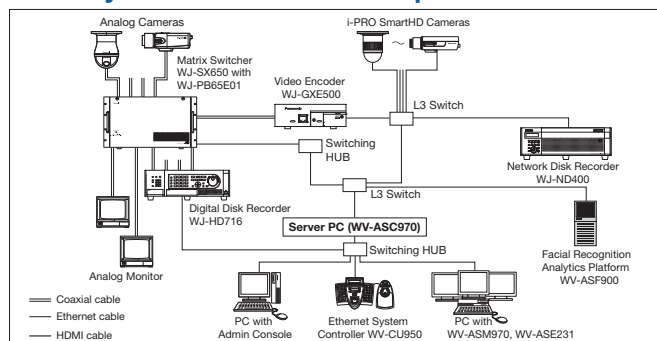 Analog Cameras
Matrix Switcher
WJ-SX650 with
WJ-PB65E01
i-PRO SmartHD Cameras
Video Encoder
WJ-GXE500
Panasonic
L3 Switch
Switching
HUB
Network Disk Recorder
WJ-ND400
L3 Switch
Digital Disk Recorder
WJ-HD716
Server PC (WV-ASC970)
Switching HUB
Facial Recognition
Analytics Platform
WV-ASF900
Analog Monitor
Coaxial cable
Ethernet cable
HDMI cable
PC with
Admin Console
Ethernet System
Controller WV-CU950
PC with
WV-ASM970, WV-ASE231